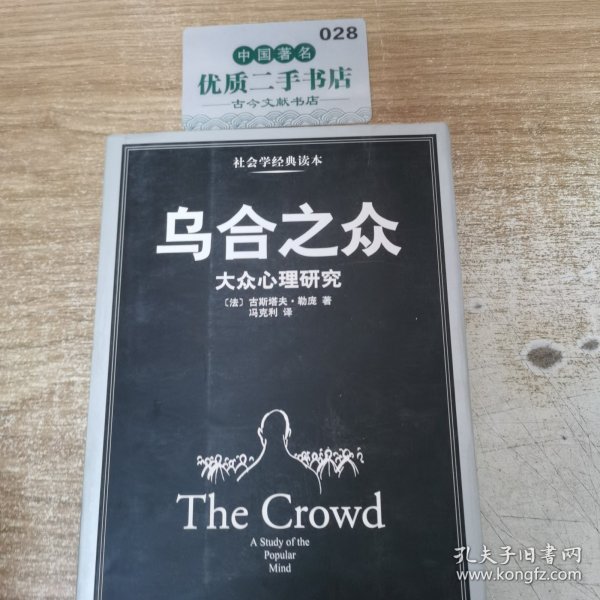 028
中国著名
优质二手书店
古今文献书店
社会学经典读本
乌合之众
大众心理研究
〔法〕古斯塔夫·勒庞 著
冯克利 译
The Crowd
A Study of the
Popular
Mind
孔夫子旧书网
www.kongfz.com